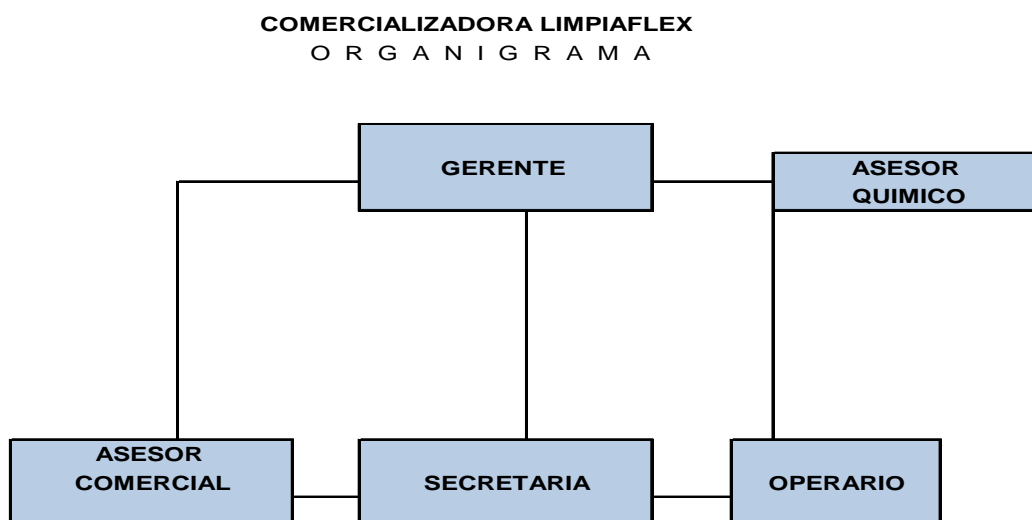 COMERCIALIZADORA LIMPIAFLEX
O R G A N I G R A M A
GERENTE
ASESOR
QUIMICO
ASESOR
COMERCIAL
SECRETARIA
OPERARIO